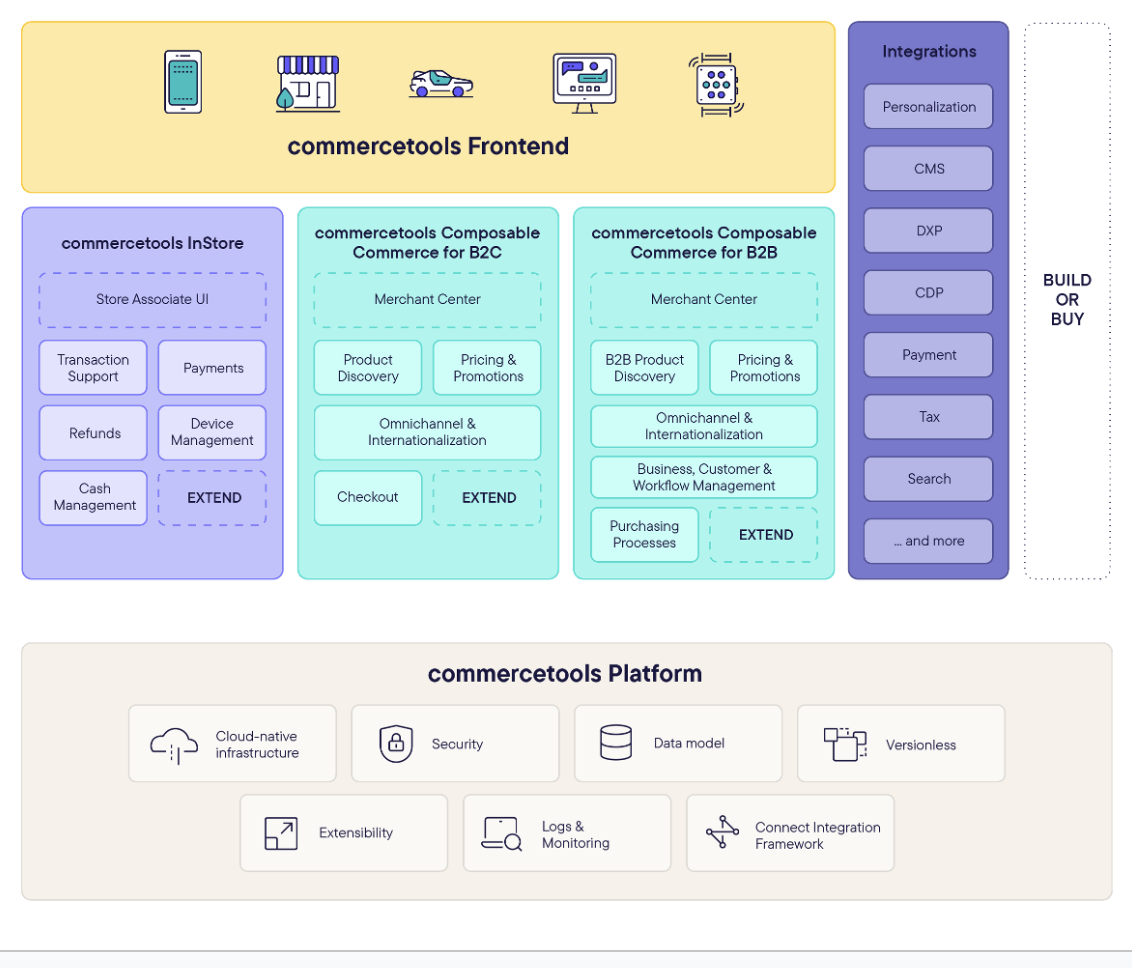 commercetools Frontend
commercetools InStore
Store Associate UI
Transaction
Support
Payments
Refunds
Device
Management
Cash
Management
EXTEND
commercetools Composable
Commerce for B2C
Merchant Center
Product
Discovery
Pricing &
Promotions
Omnichannel &
Internationalization
Checkout
EXTEND
commercetools Composable
Commerce for B2B
Merchant Center
B2B Product
Discovery
Pricing &
Promotions
Omnichannel &
Internationalization
Business, Customer &
Workflow Management
Purchasing
Processes
EXTEND
Integrations
Personalization
CMS
DXP
CDP
Payment
Tax
Search
... and more
BUILD
OR
BUY
commercetools Platform
Cloud-native
infrastructure
Security
Data model
Versionless
Extensibility
Logs &
Monitoring
Connect Integration
Framework